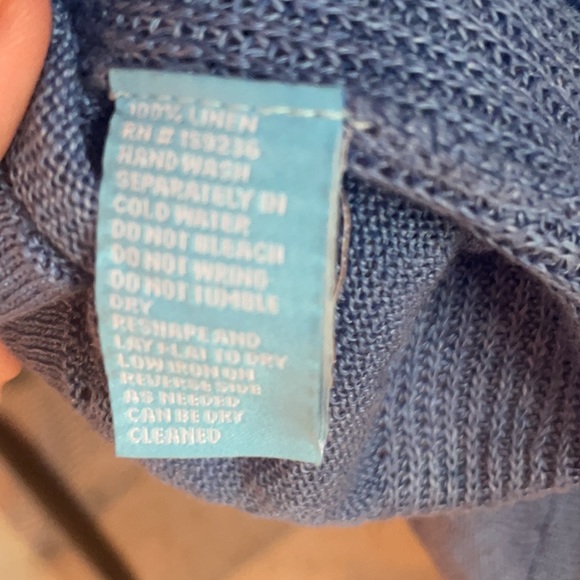 100% LINEN
RN # 159236
HAND WASH
SEPARATELY IN
COLD WATER
DO NOT BLEACH
DO NOT WRING
DO NOT TUMBLE
DRY
RESHAPE AND
LAY FLAT TO DRY
LOW IRON ON
REVERSE SIDE
AS NEEDED
CAN BE DRY
CLEANED